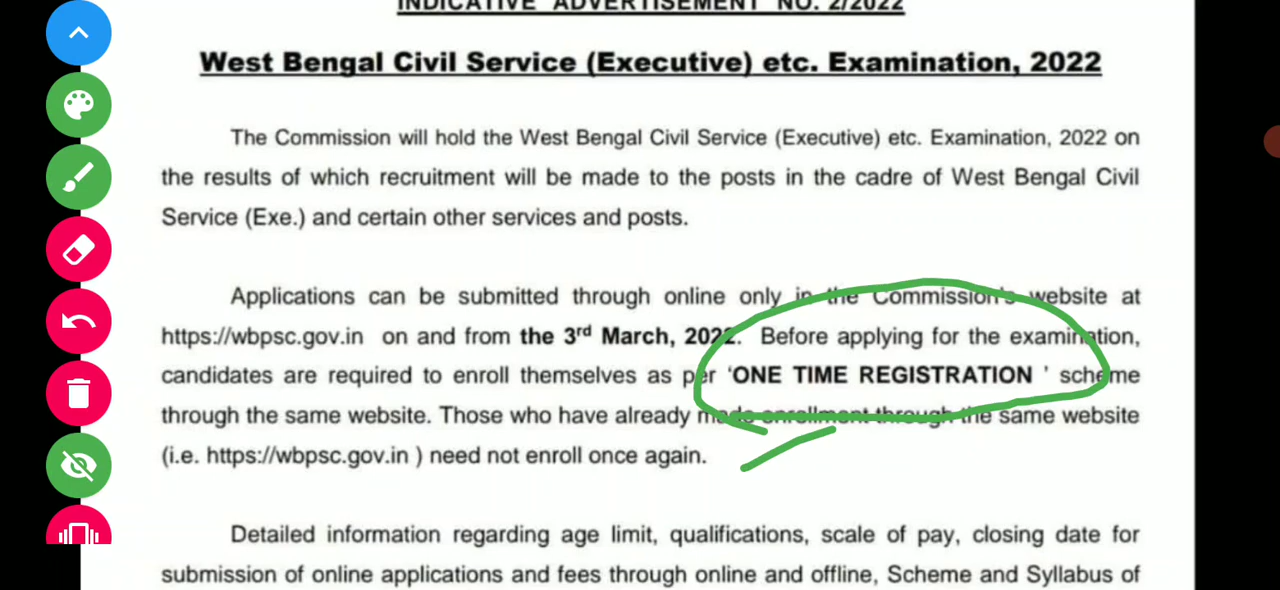 INDICATIVE ADVERTISEMENT NO. 2/2022
West Bengal Civil Service (Executive) etc. Examination, 2022
The Commission will hold the West Bengal Civil Service (Executive) etc. Examination, 2022 on
the results of which recruitment will be made to the posts in the cadre of West Bengal Civil
Service (Exe.) and certain other services and posts.
Applications can be submitted through online only in the Commission's website at
https://wbpsc.gov.in on and from the 3rd March, 2022. Before applying for the examination,
candidates are required to enroll themselves as per 'ONE TIME REGISTRATION ' scheme
through the same website. Those who have already made enrollment through the same website
(i.e. https://wbpsc.gov.in ) need not enroll once again.
Detailed information regarding age limit, qualifications, scale of pay, closing date for
submission of online applications and fees through online and offline, Scheme and Syllabus of